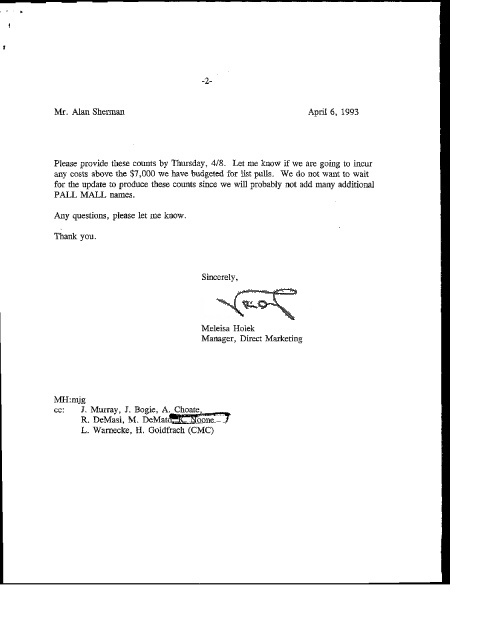 -2-
Mr. Alan Sherman April 6, 1993
Please provide these counts by Thursday, 4/8. Let me know if we are going to incur
any costs above the $7,000 we have budgeted for list pulls. We do not want to wait
for the update to produce these counts since we will probably not add many additional
PALL MALL names.
Any questions, please let me know.
Thank you.
Sincerely,
Meleisa Holek
Manager, Direct Marketing
MH:mjg
cc: J. Murray, J. Bogie, A. Choate,
R. DeMasi, M. DeMato, K. Noone
L. Warnecke, H. Goldfrach (CMC)